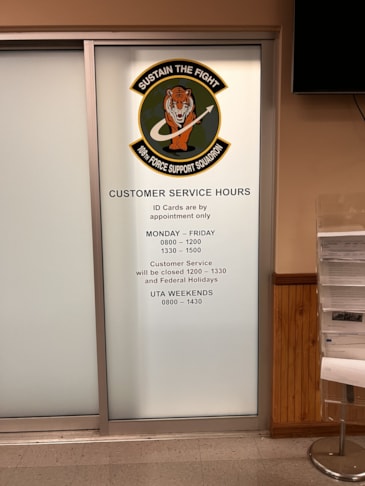 SUSTAIN THE FIGHT
106TH FORCE SUPPORT SQUADRON
CUSTOMER SERVICE HOURS
ID Cards are by
appointment only
MONDAY – FRIDAY
0800 – 1200
1330 – 1500
Customer Service
will be closed 1200 – 1330
and Federal Holidays
UTA WEEKENDS
0800 – 1430